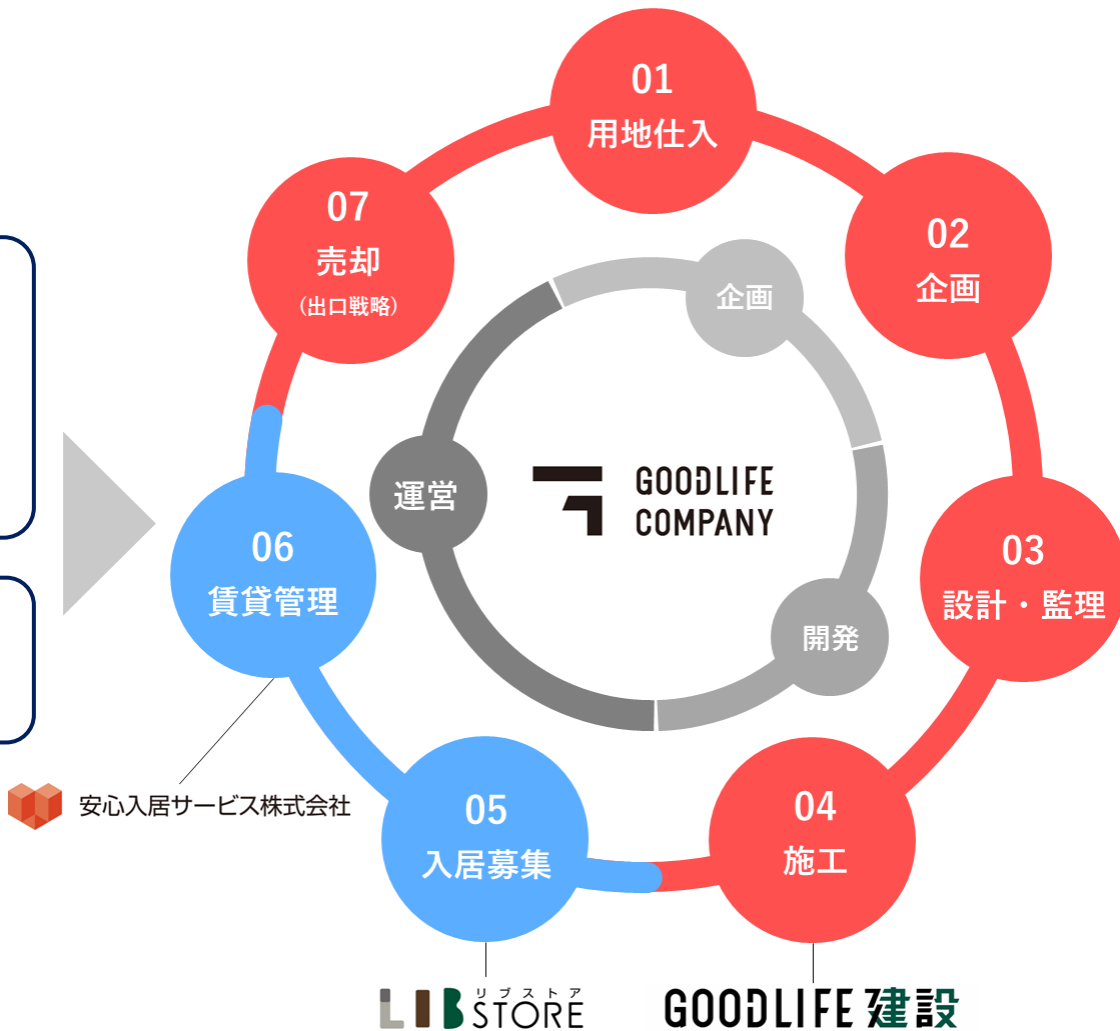 01
用地仕入
02
企画
03
設計・監理
04
施工
05
入居募集
06
賃貸管理
07
売却
（出口戦略）
企画
開発
運営
GOODLIFE
COMPANY
安心入居サービス株式会社
リブストア
LIB STORE
GOODLIFE 建設